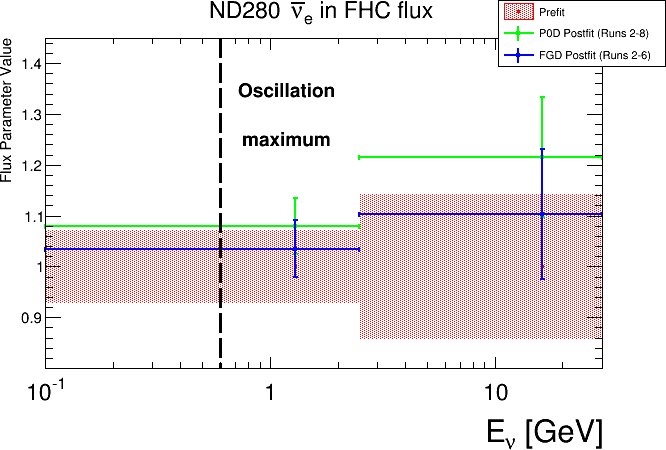 ND280 ν̅e in FHC flux
Prefit
P0D Postfit (Runs 2-8)
FGD Postfit (Runs 2-6)
Flux Parameter Value
1.4
1.3
1.2
1.1
1
0.9
Oscillation
maximum
10⁻¹
1
10
Eν [GeV]